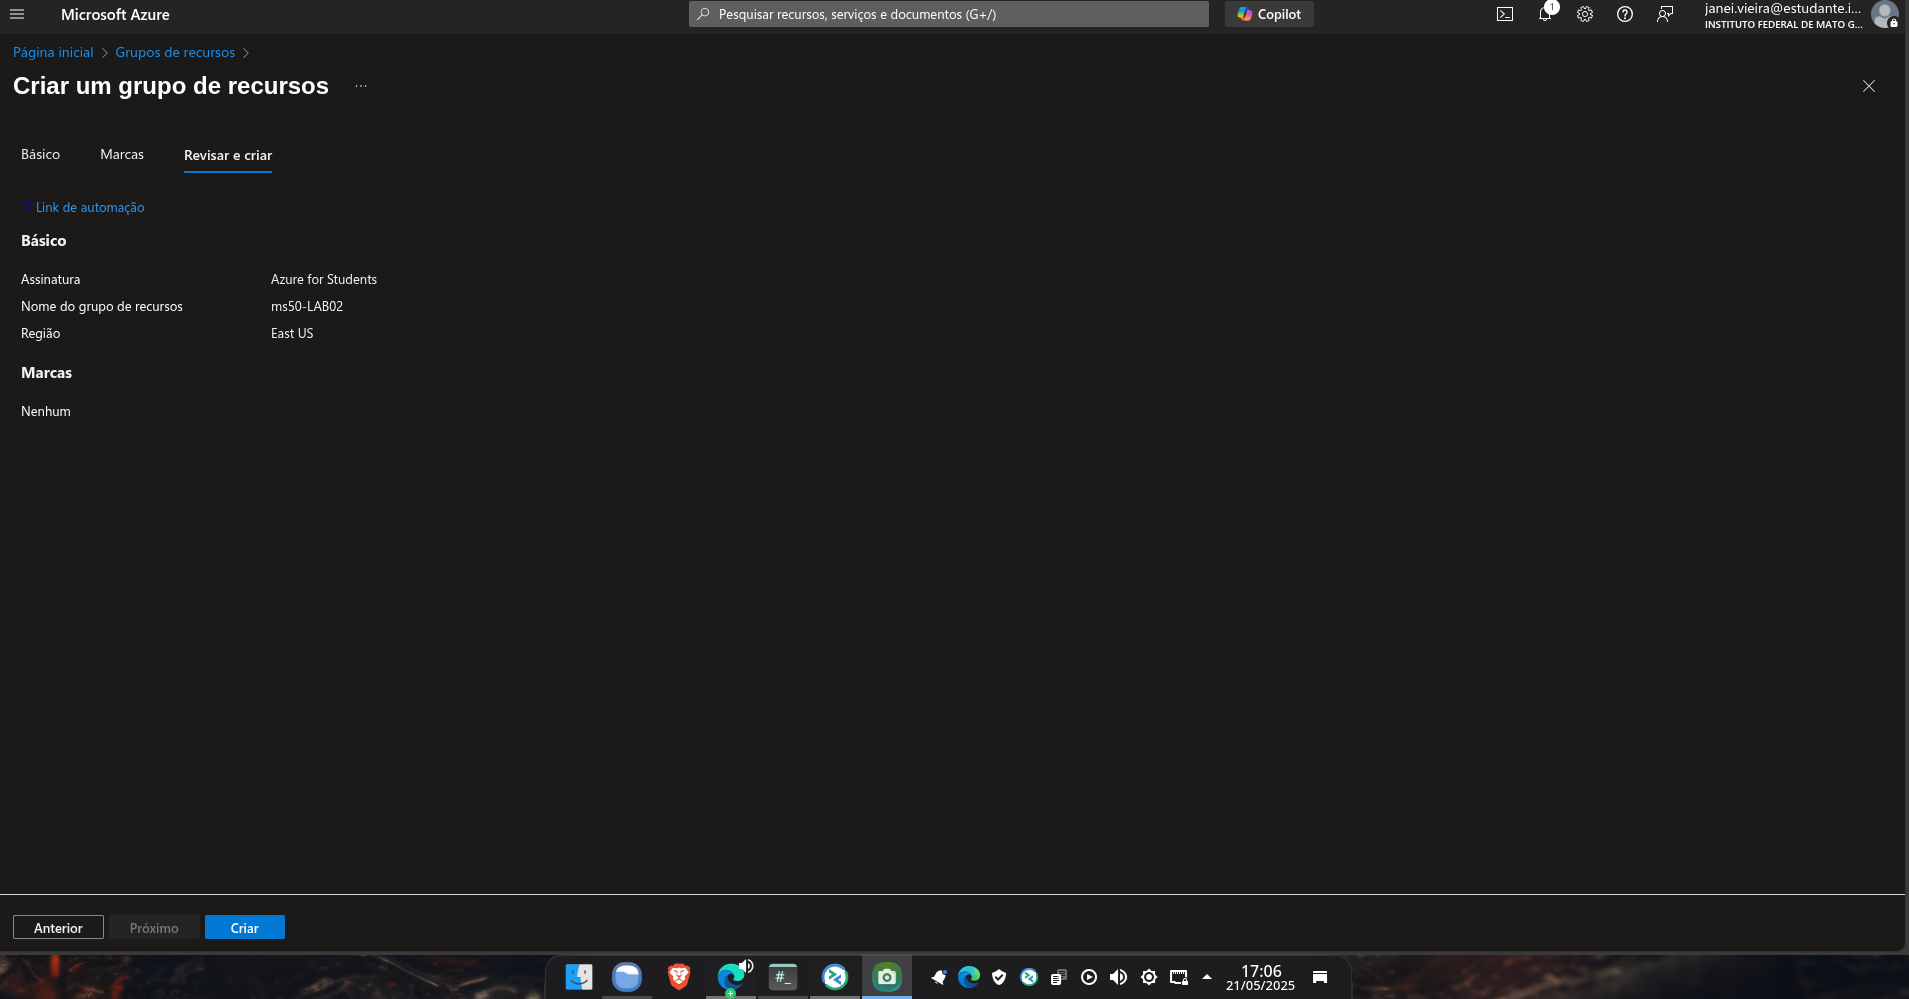 Microsoft Azure
Pesquisar recursos, serviços e documentos (G+/)
Copilot
1
janei.vieira@estudante.i...
INSTITUTO FEDERAL DE MATO G...
Página inicial > Grupos de recursos >
Criar um grupo de recursos ...
Básico
Marcas
Revisar e criar
Link de automação
Básico
Assinatura Azure for Students
Nome do grupo de recursos ms50-LAB02
Região East US
Marcas
Nenhum
Anterior
Próximo
Criar
#_
17:06
21/05/2025